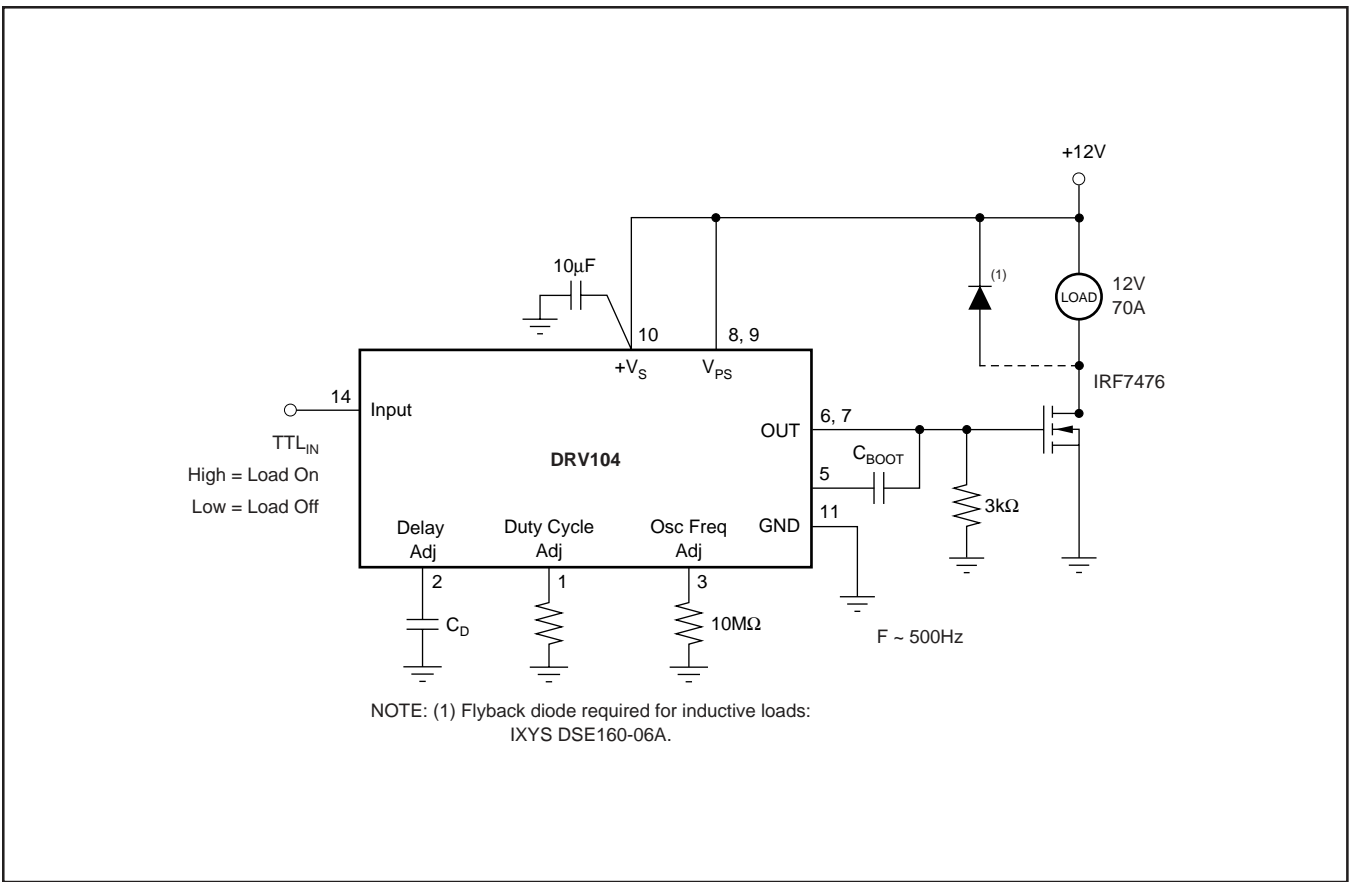 +12V
10μF
(1)
LOAD
12V
70A
10
8, 9
+VS
VPS
IRF7476
14
Input
6, 7
OUT
TTLIN
High = Load On
Low = Load Off
DRV104
CBOOT
5
3kΩ
11
GND
Delay
Adj
Duty Cycle
Adj
Osc Freq
Adj
2
1
3
CD
10MΩ
F ~ 500Hz
NOTE: (1) Flyback diode required for inductive loads:
IXYS DSE160-06A.